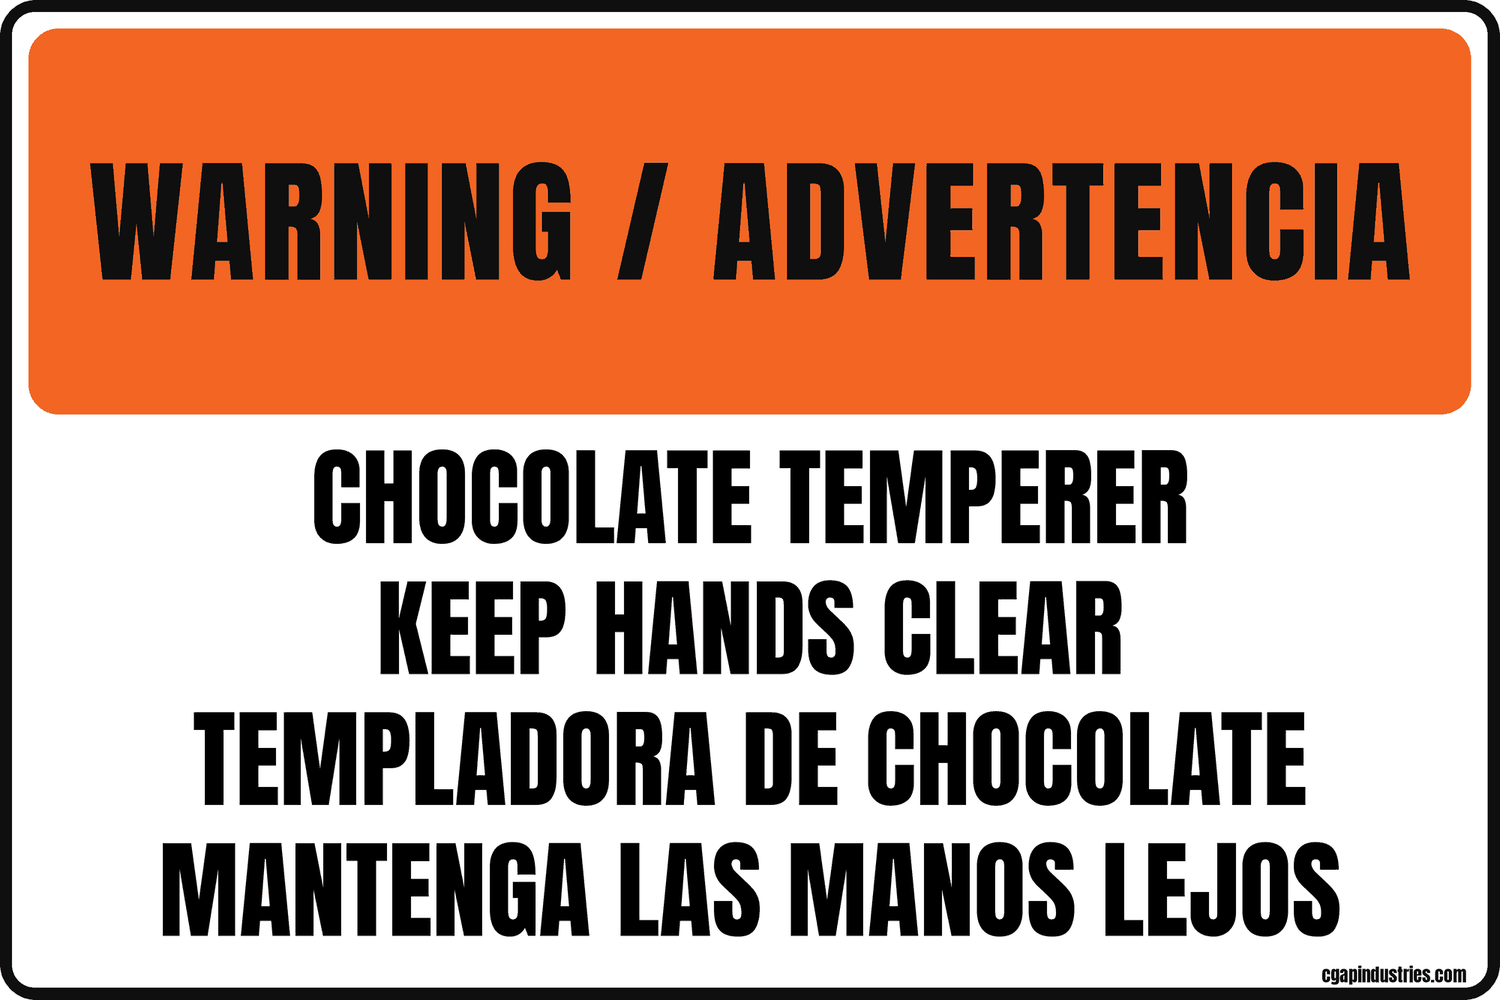 WARNING / ADVERTENCIA
CHOCOLATE TEMPERER
KEEP HANDS CLEAR
TEMPLADORA DE CHOCOLATE
MANTENGA LAS MANOS LEJOS
cgapindustries.com